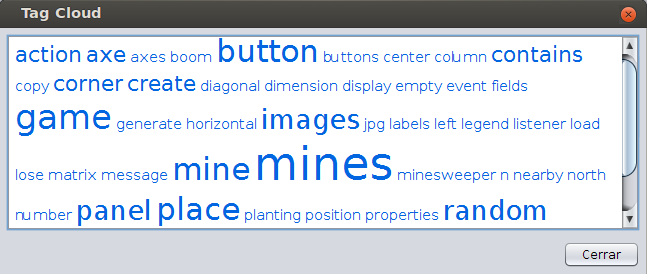 Tag Cloud
action axe axes boom button buttons center column contains
copy corner create diagonal dimension display empty event fields
game generate horizontal images jpg labels left legend listener load
lose matrix message mine mines minesweeper n nearby north
number panel place planting position properties random
Cerrar